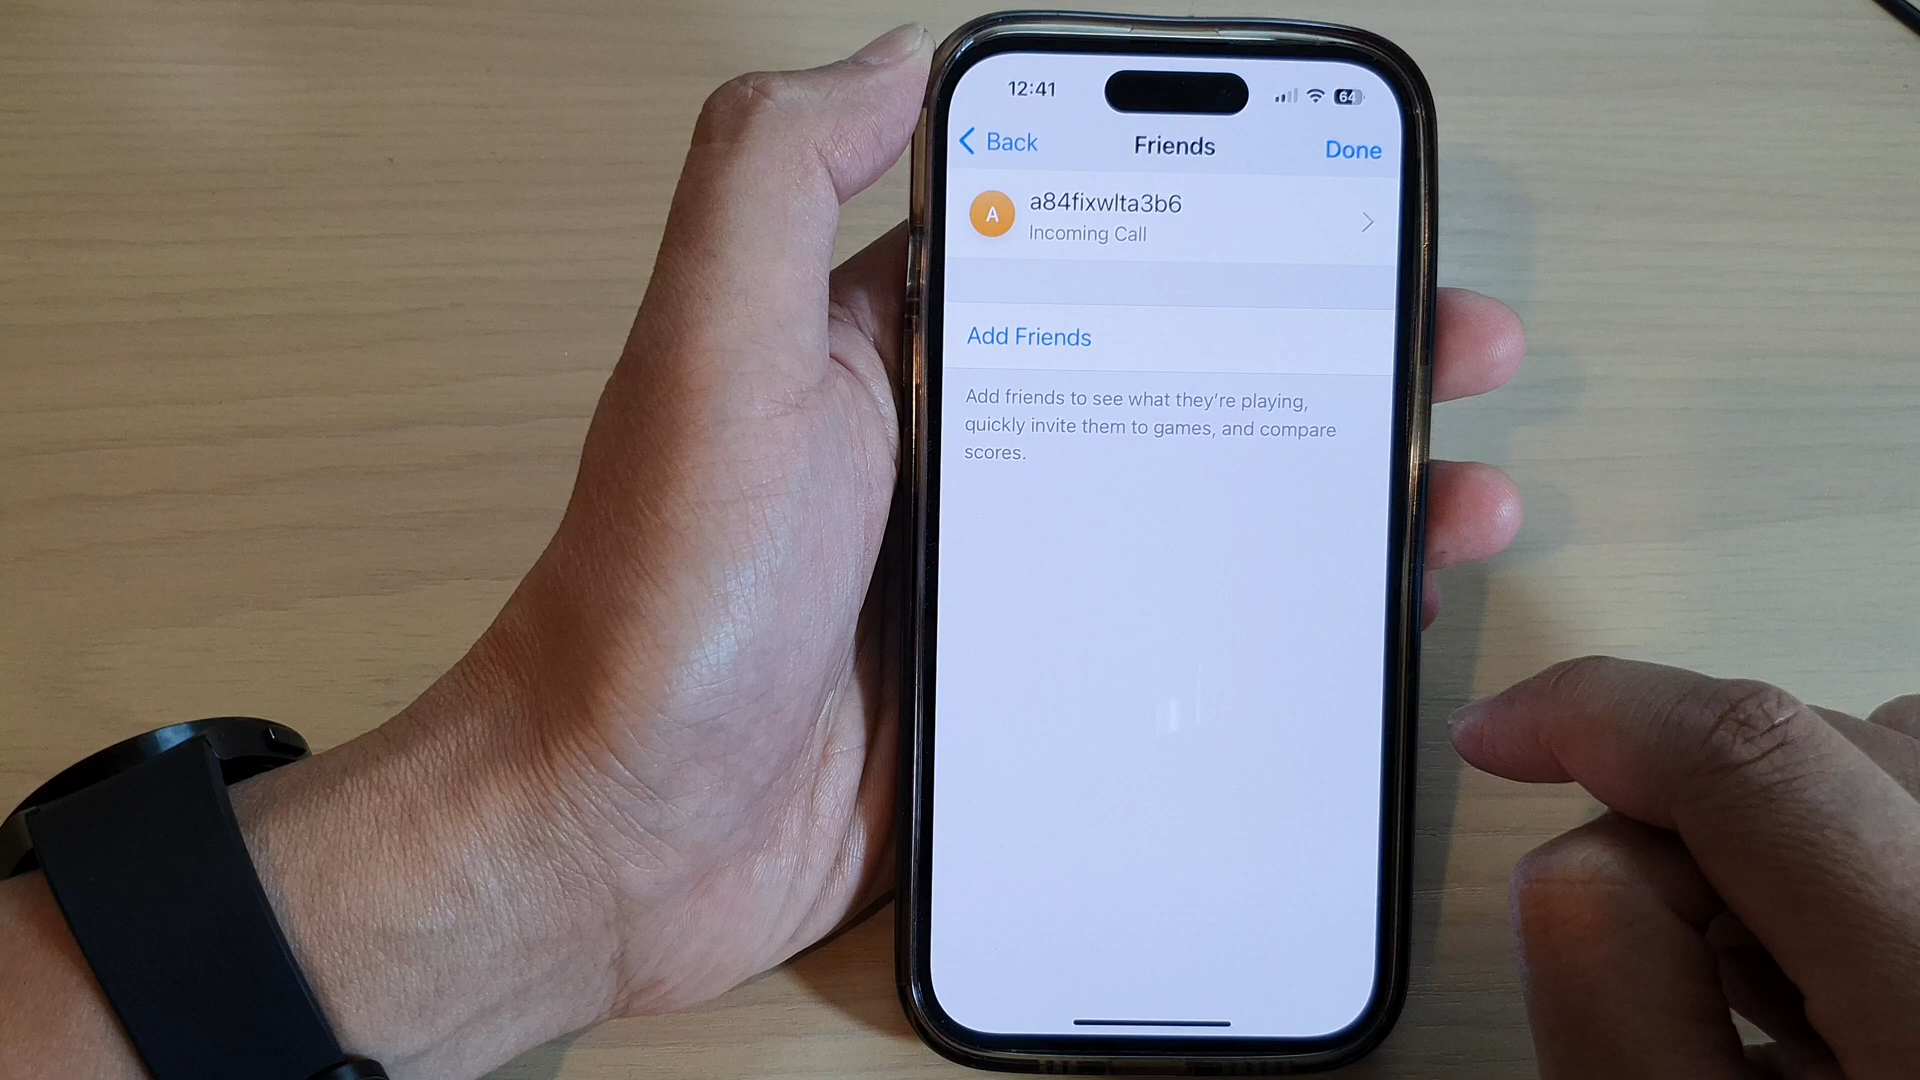 12:41
64
Back
Friends
Done
A
a84fixwlta3b6
Incoming Call
Add Friends
Add friends to see what they're playing,
quickly invite them to games, and compare
scores.